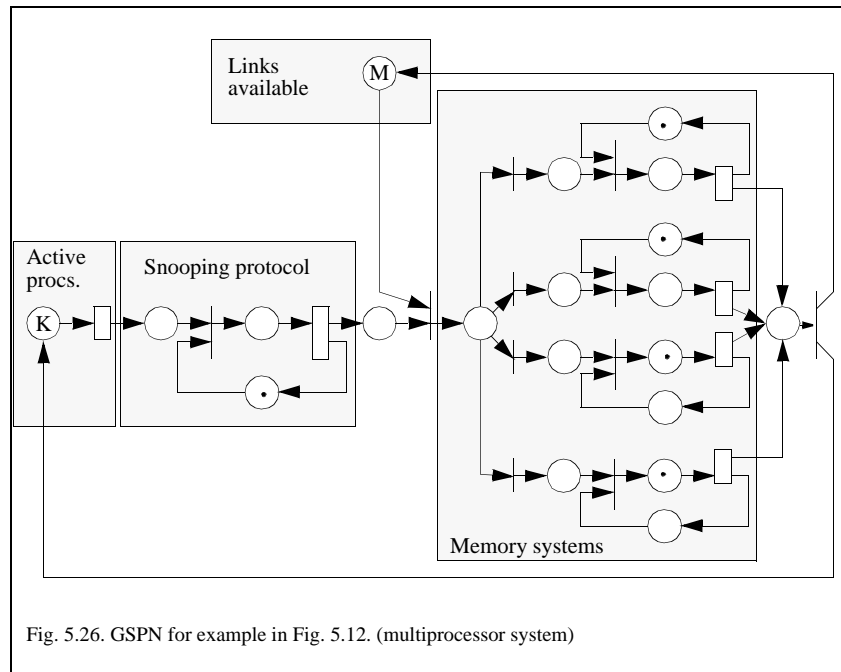 Links
available
M
Active
procs.
Snooping protocol
K
Memory systems
Fig. 5.26. GSPN for example in Fig. 5.12. (multiprocessor system)